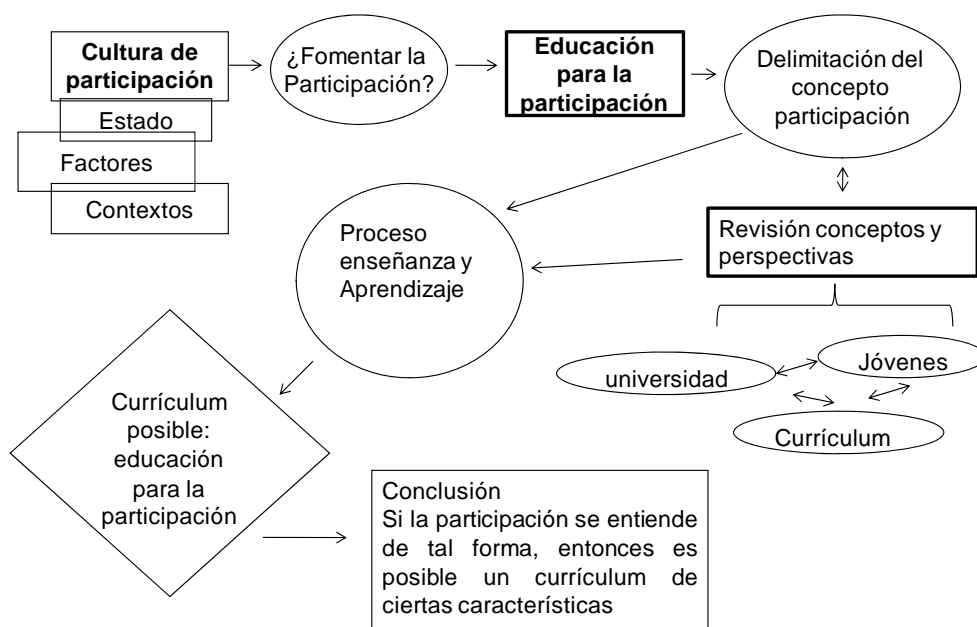 Cultura de
participación
Estado
Factores
Contextos
¿Fomentar la
Participación?
Educación
para la
participación
Delimitación del
concepto
participación
Revisión conceptos y
perspectivas
Proceso
enseñanza y
Aprendizaje
universidad
Jóvenes
Currículum
Currículum
posible:
educación
para la
participación
Conclusión
Si la participación se entiende
de tal forma, entonces es
posible un currículum de
ciertas características